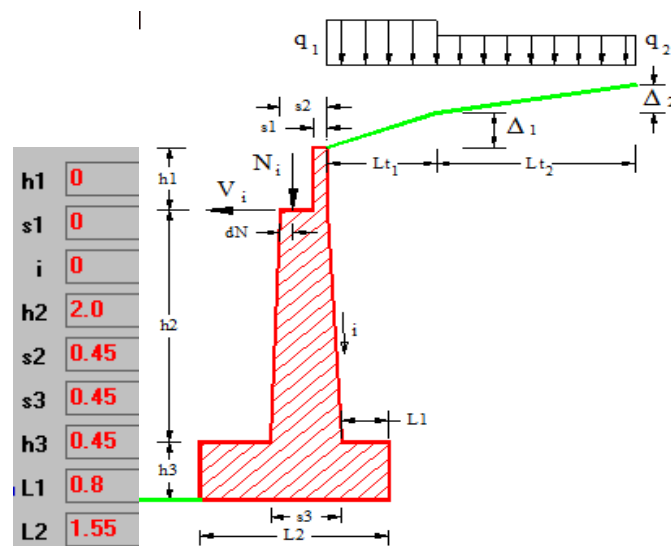 h1 0
s1 0
i 0
h2 2.0
s2 0.45
s3 0.45
h3 0.45
L1 0.8
L2 1.55
q1
q2
s2
s1
Δ1
Δ2
Lt1
Lt2
h1
Ni
Vi
dN
h2
i
L1
h3
s3
L2